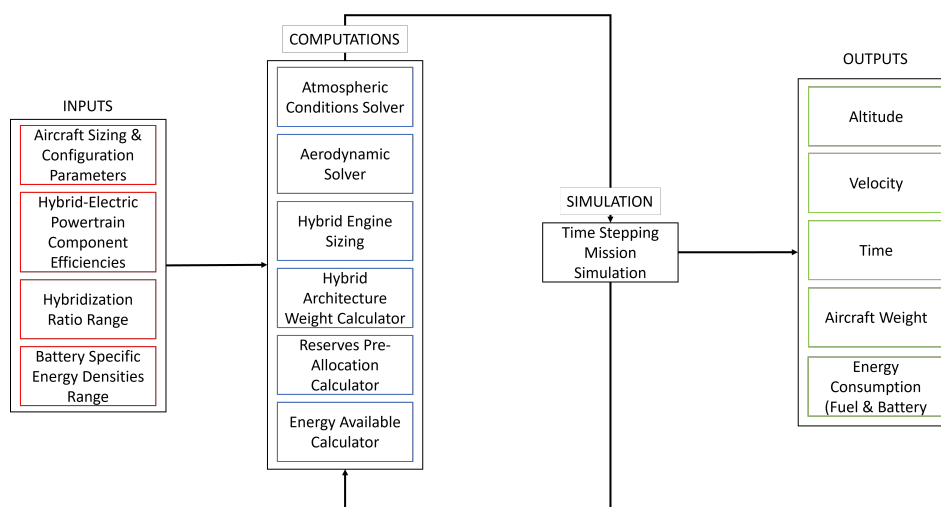 INPUTS
Aircraft Sizing &
Configuration
Parameters
Hybrid-Electric
Powertrain
Component
Efficiencies
Hybridization
Ratio Range
Battery Specific
Energy Densities
Range
COMPUTATIONS
Atmospheric
Conditions Solver
Aerodynamic
Solver
Hybrid Engine
Sizing
Hybrid
Architecture
Weight Calculator
Reserves Pre-
Allocation
Calculator
Energy Available
Calculator
SIMULATION
Time Stepping
Mission
Simulation
OUTPUTS
Altitude
Velocity
Time
Aircraft Weight
Energy
Consumption
(Fuel & Battery